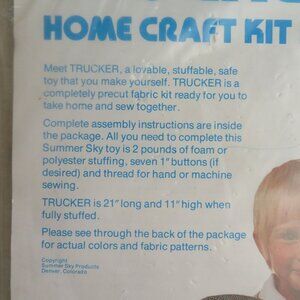 HOME CRAFT KIT
Meet TRUCKER, a lovable, stuffable, safe
toy that you make yourself. TRUCKER is a
completely precut fabric kit ready for you to
take home and sew together.
Complete assembly instructions are inside
the package. All you need to complete this
Summer Sky toy is 2 pounds of foam or
polyester stuffing, seven 1" buttons (if
desired) and thread for hand or machine
sewing.
TRUCKER is 21" long and 11" high when
fully stuffed.
Please see through the back of the package
for actual colors and fabric patterns.
Copyright
Summer Sky Products
Denver, Colorado